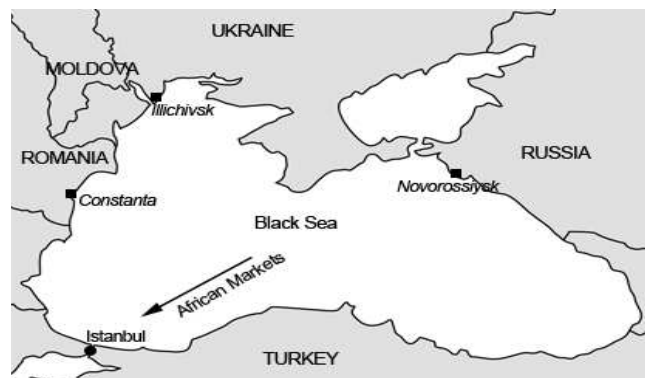 UKRAINE
MOLDOVA
Illichivsk
ROMANIA
RUSSIA
Constanta
Novorossiysk
Black Sea
African Markets
Istanbul
TURKEY